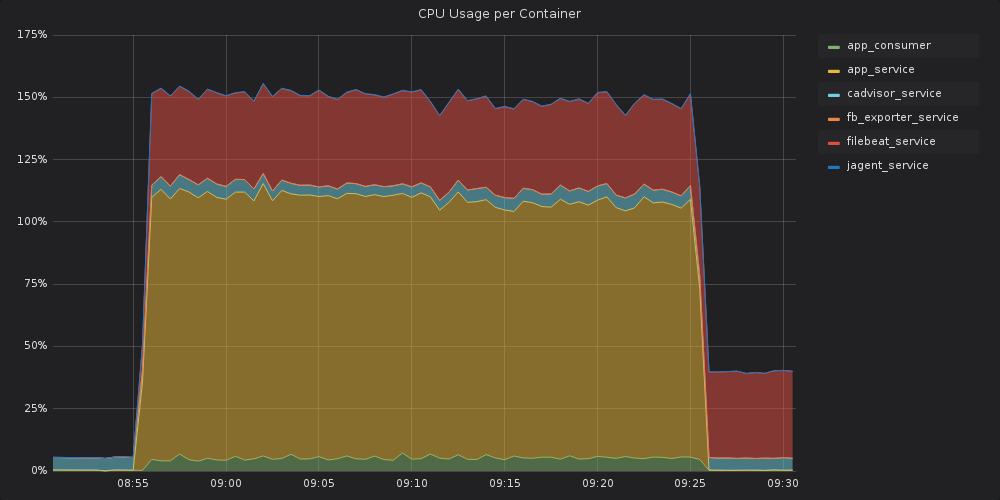 CPU Usage per Container
175%
150%
125%
100%
75%
50%
25%
0%
08:55 09:00 09:05 09:10 09:15 09:20 09:25 09:30
app_consumer
app_service
cadvisor_service
fb_exporter_service
filebeat_service
jagent_service